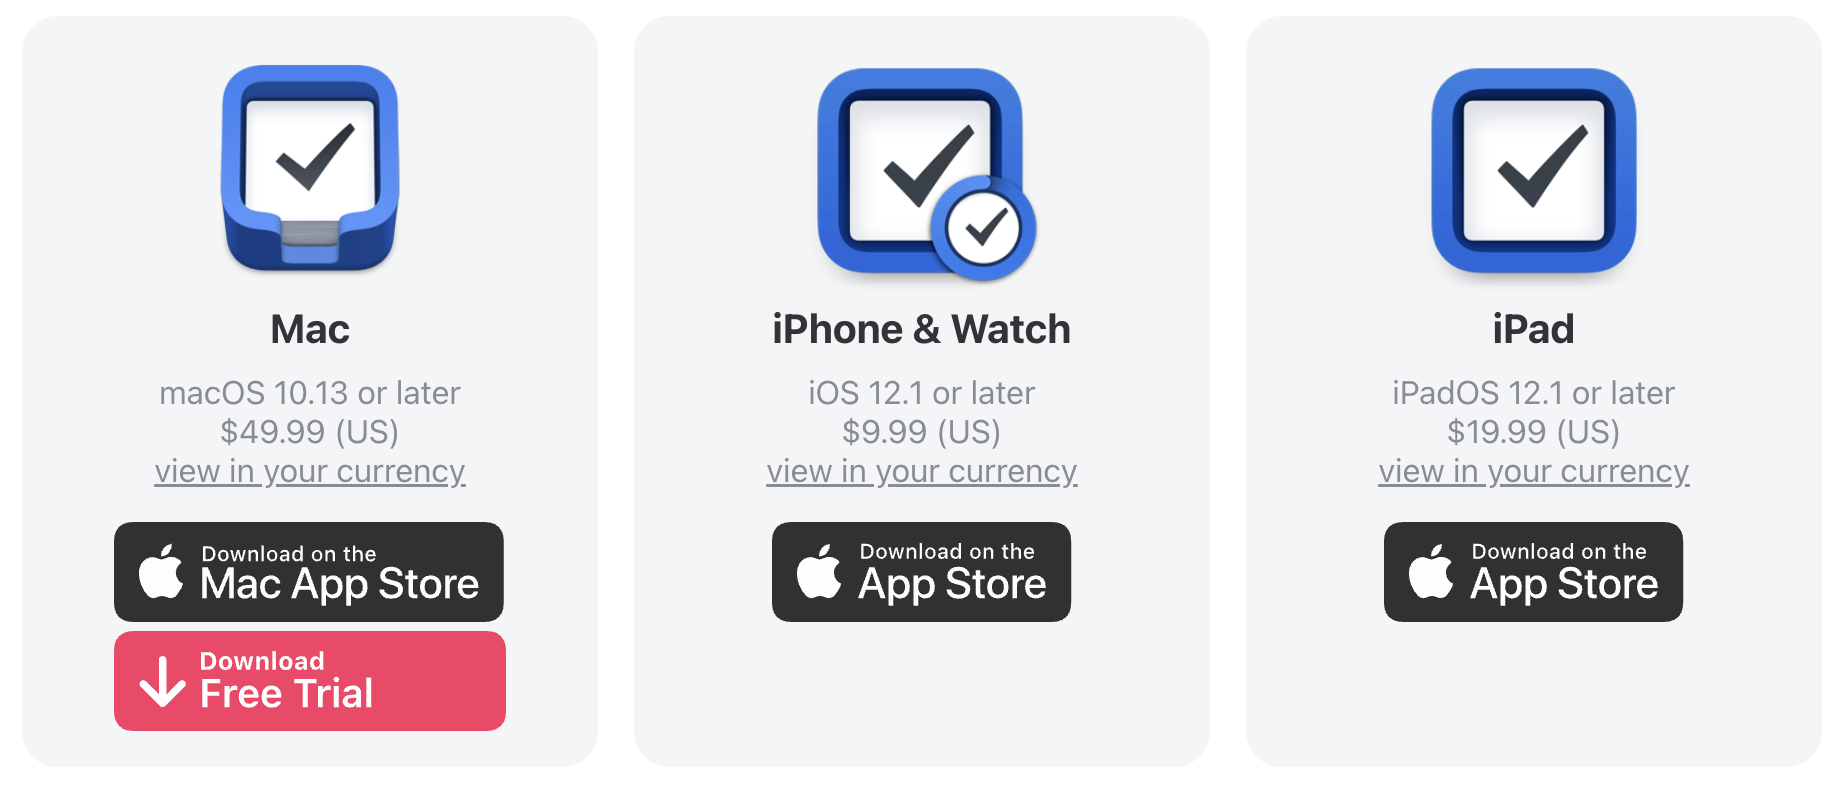 Mac
macOS 10.13 or later
$49.99 (US)
view in your currency
Download on the
Mac App Store
Download
Free Trial
iPhone & Watch
iOS 12.1 or later
$9.99 (US)
view in your currency
Download on the
App Store
iPad
iPadOS 12.1 or later
$19.99 (US)
view in your currency
Download on the
App Store